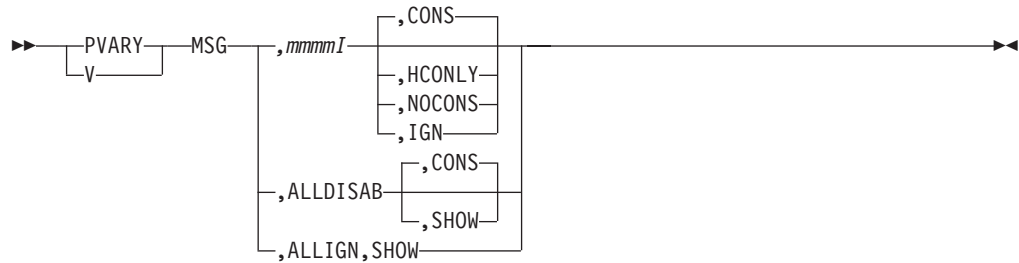 ,CONS
PVARY MSG ,mmmmI
V ,HCONLY
,NOCONS
,IGN
,CONS
,ALLDISAB
,SHOW
,ALLIGN,SHOW